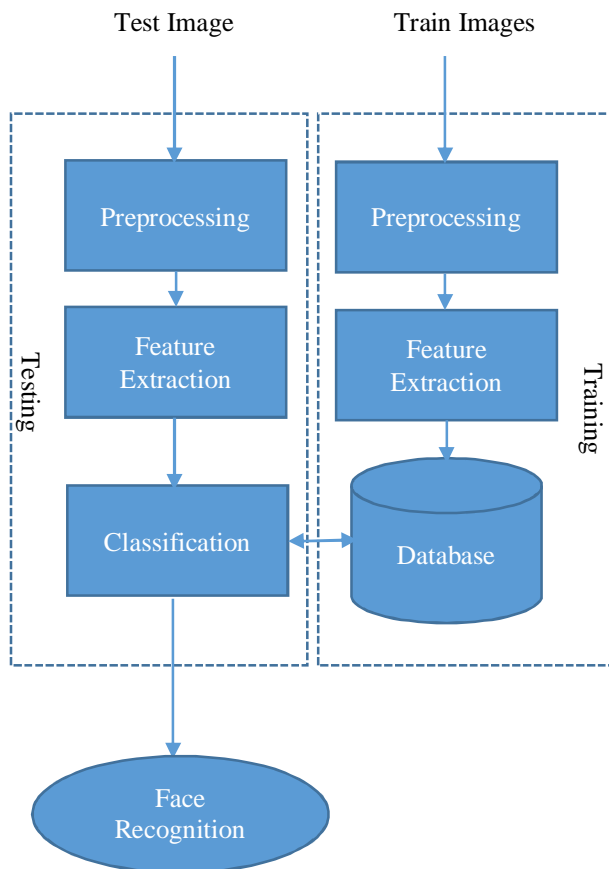 Test Image
Train Images
Preprocessing
Preprocessing
Feature
Extraction
Feature
Extraction
Testing
Training
Classification
Database
Face
Recognition